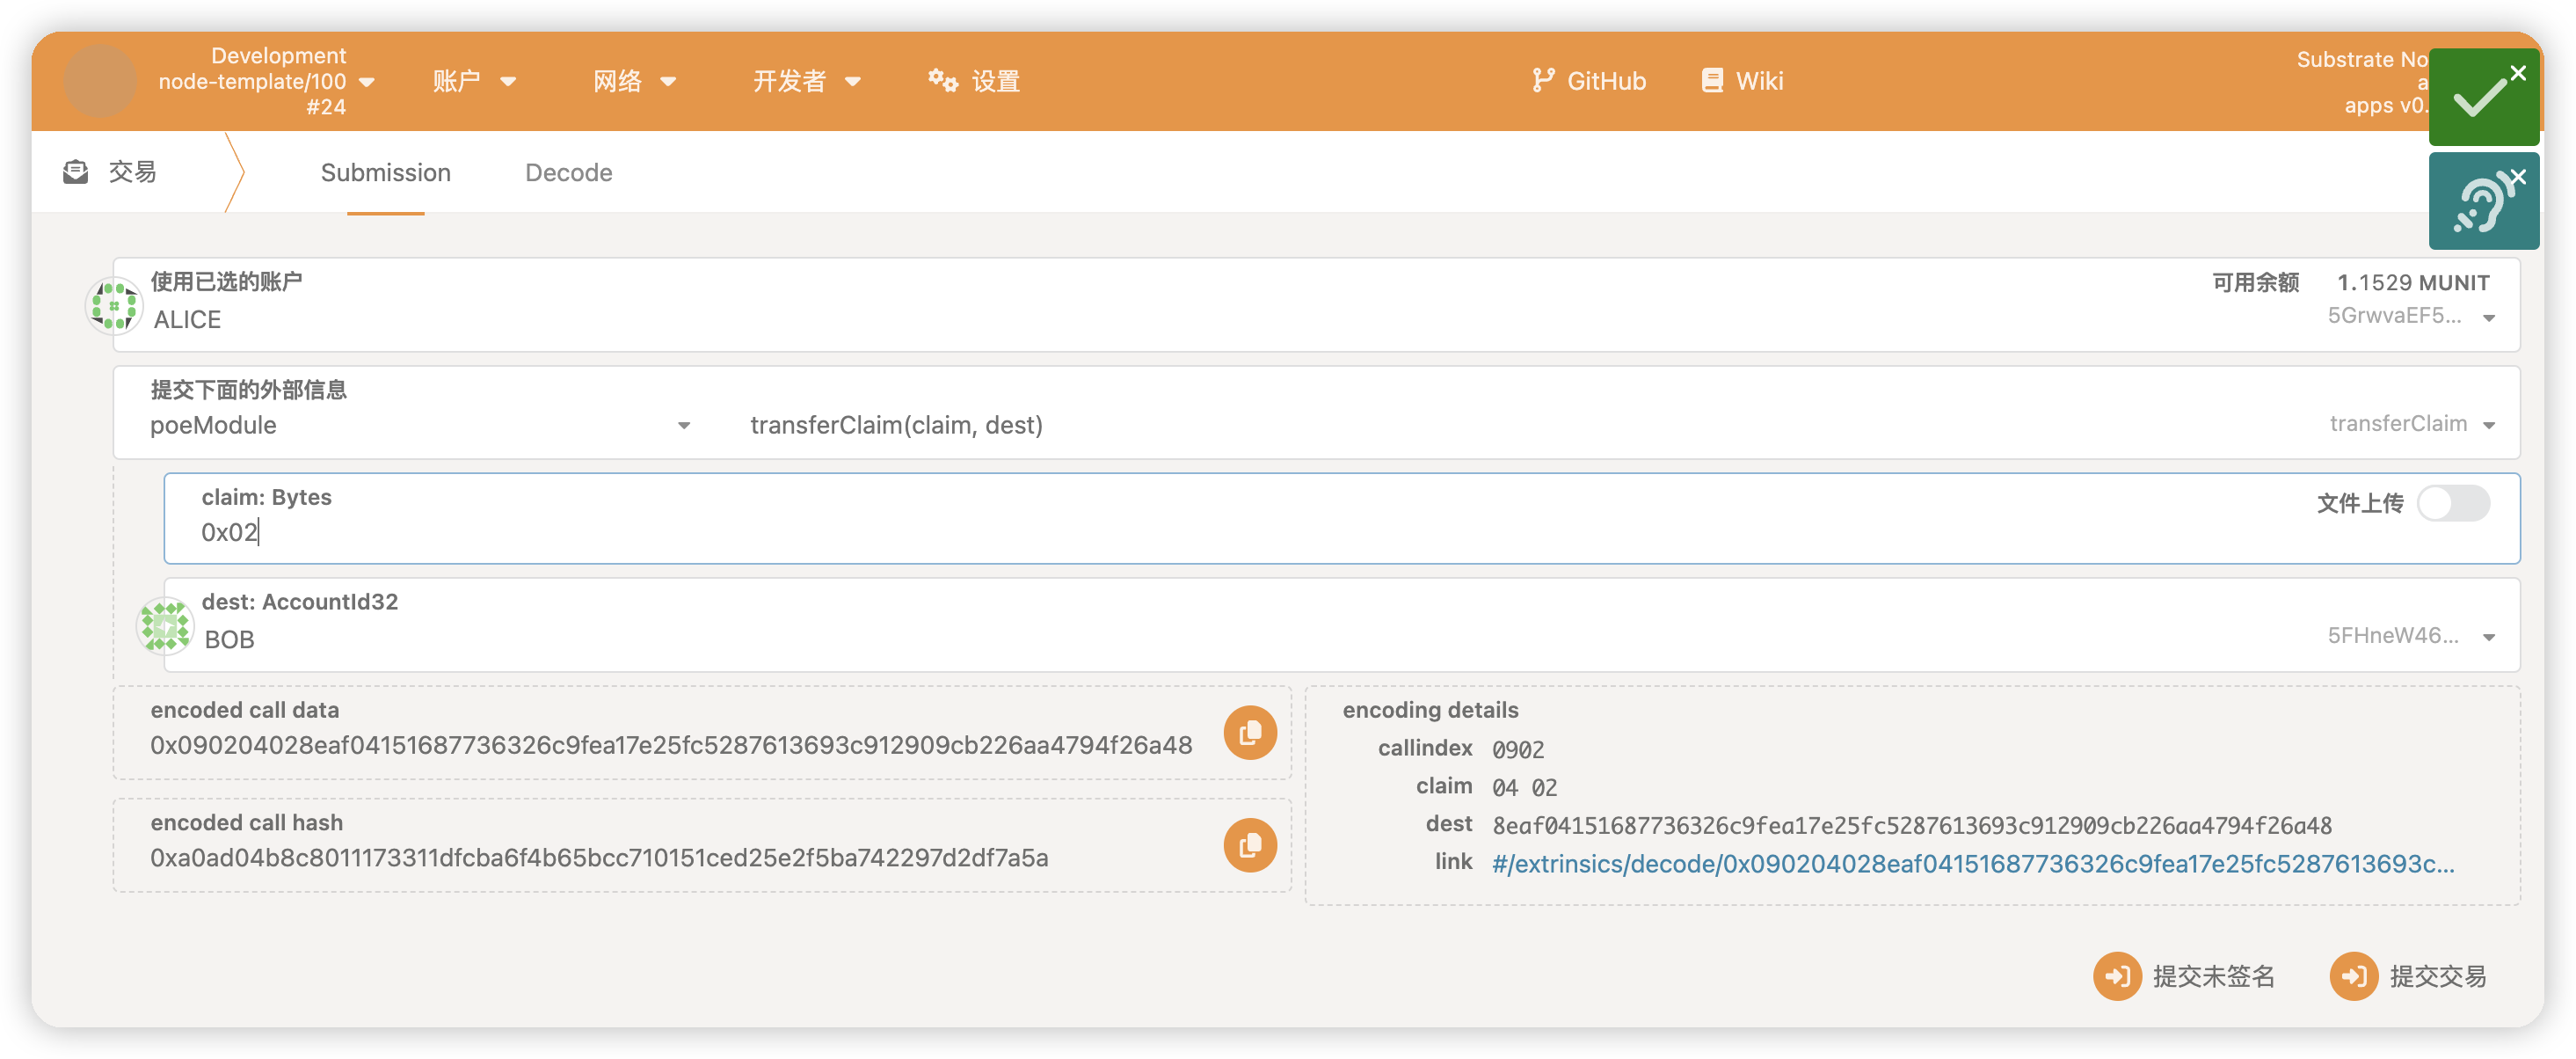 Development
node-template/100
#24
账户
网络
开发者
设置
GitHub
Wiki
Substrate No
a
apps v0.
交易
Submission
Decode
使用已选的账户
ALICE
可用余额 1.1529 MUNIT
5GrwvaEF5...
提交下面的外部信息
poeModule
transferClaim(claim, dest)
transferClaim
claim: Bytes
0x02
文件上传
dest: AccountId32
BOB
5FHneW46...
encoded call data
0x090204028eaf04151687736326c9fea17e25fc5287613693c912909cb226aa4794f26a48
encoded call hash
0xa0ad04b8c8011173311dfcba6f4b65bcc710151ced25e2f5ba742297d2df7a5a
encoding details
callindex 0902
claim 04 02
dest 8eaf04151687736326c9fea17e25fc5287613693c912909cb226aa4794f26a48
link #/extrinsics/decode/0x090204028eaf04151687736326c9fea17e25fc5287613693c...
提交未签名
提交交易